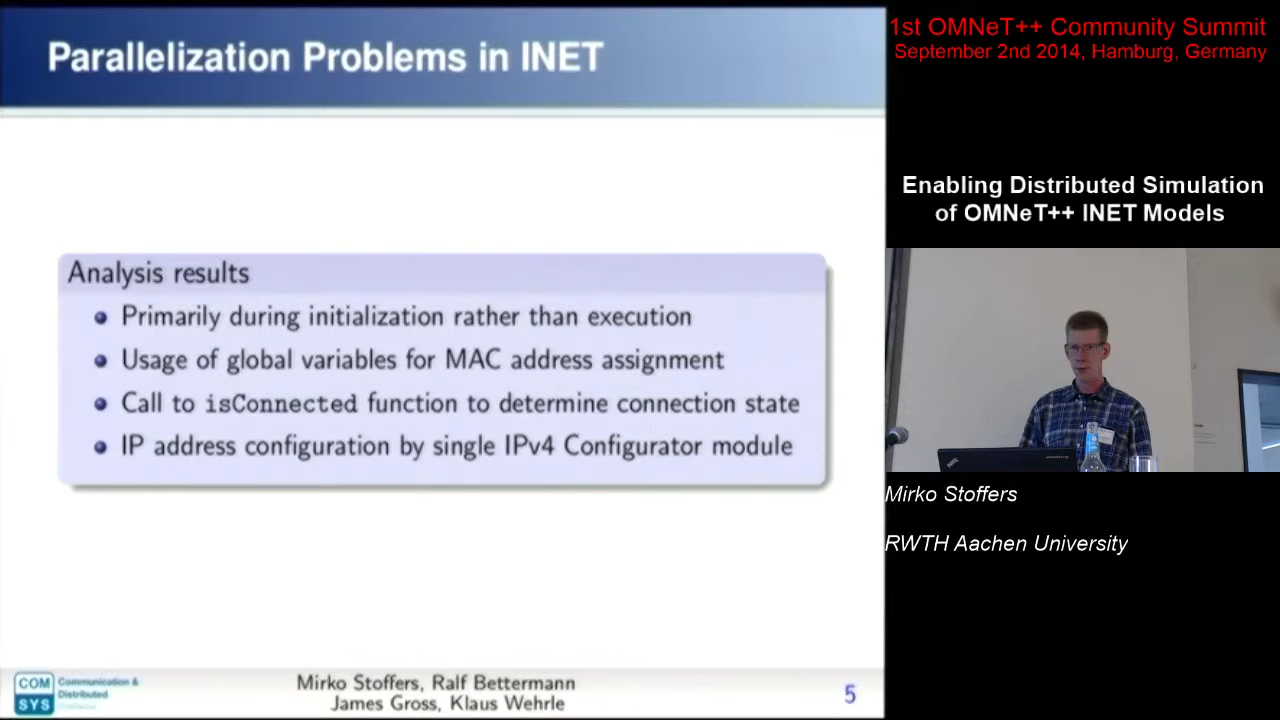 Parallelization Problems in INET
Analysis results
Primarily during initialization rather than execution
Usage of global variables for MAC address assignment
Call to isConnected function to determine connection state
IP address configuration by single IPv4 Configurator module
COM
SYS
Communication &
Distributed
Mirko Stoffers, Ralf Bettermann
James Gross, Klaus Wehrle
5
1st OMNeT++ Community Summit
September 2nd 2014, Hamburg, Germany
Enabling Distributed Simulation
of OMNeT++ INET Models
Mirko Stoffers
RWTH Aachen University